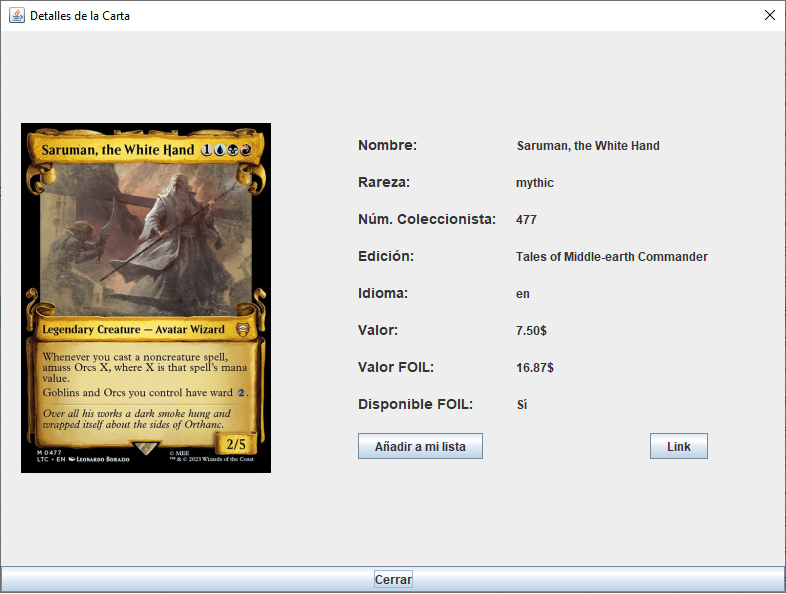 Detalles de la Carta
Saruman, the White Hand 1
Legendary Creature — Avatar Wizard
Whenever you cast a noncreature spell,
amass Orcs X, where X is that spell's mana
value.
Goblins and Orcs you control have ward 2.
Over all his works a dark smoke hung and
wrapped itself about the sides of Orthanc.
2/5
M 0477
LTC • EN Leonardo Borazio
© MEE
™ & © 2023 Wizards of the Coast
Nombre: Saruman, the White Hand
Rareza: mythic
Núm. Coleccionista: 477
Edición: Tales of Middle-earth Commander
Idioma: en
Valor: 7.50$
Valor FOIL: 16.87$
Disponible FOIL: Sí
Añadir a mi lista Link
Cerrar